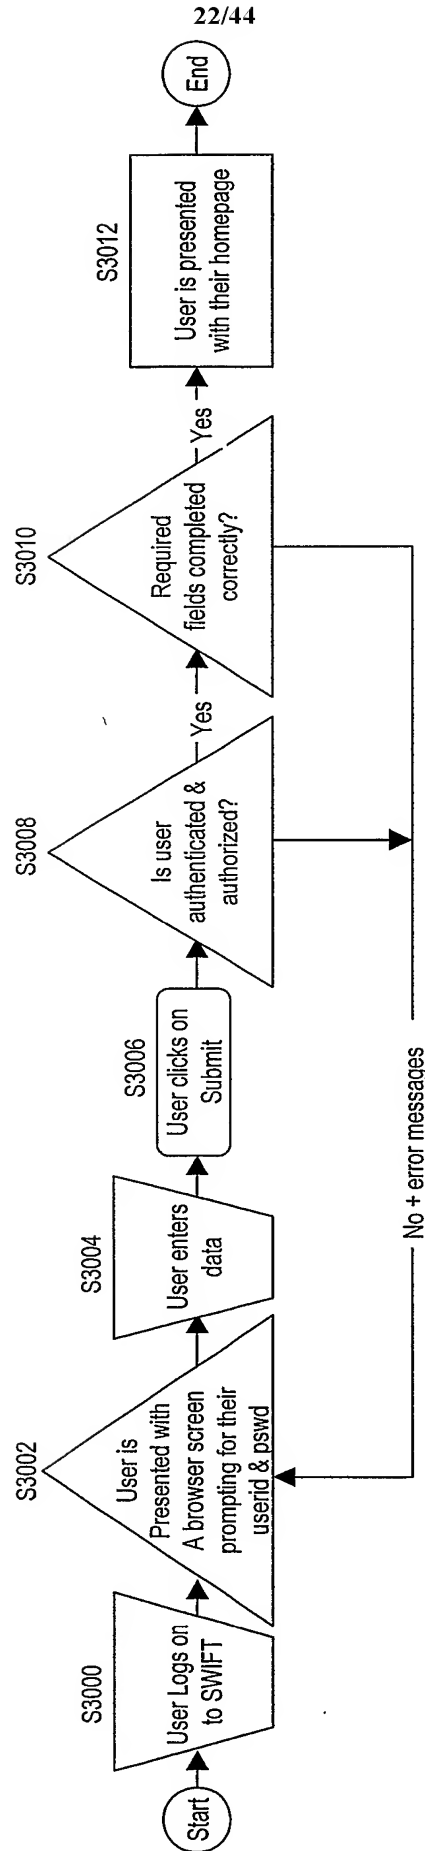 22/44
Start
S3000
User Logs on
to SWIFT
S3002
User is
Presented with
A browser screen
prompting for their
userid & pswd
S3004
User enters
data
S3006
User clicks on
Submit
S3008
Is user
authenticated &
authorized?
Yes
S3010
Required
fields completed
correctly?
Yes
S3012
User is presented
with their homepage
End
No + error messages